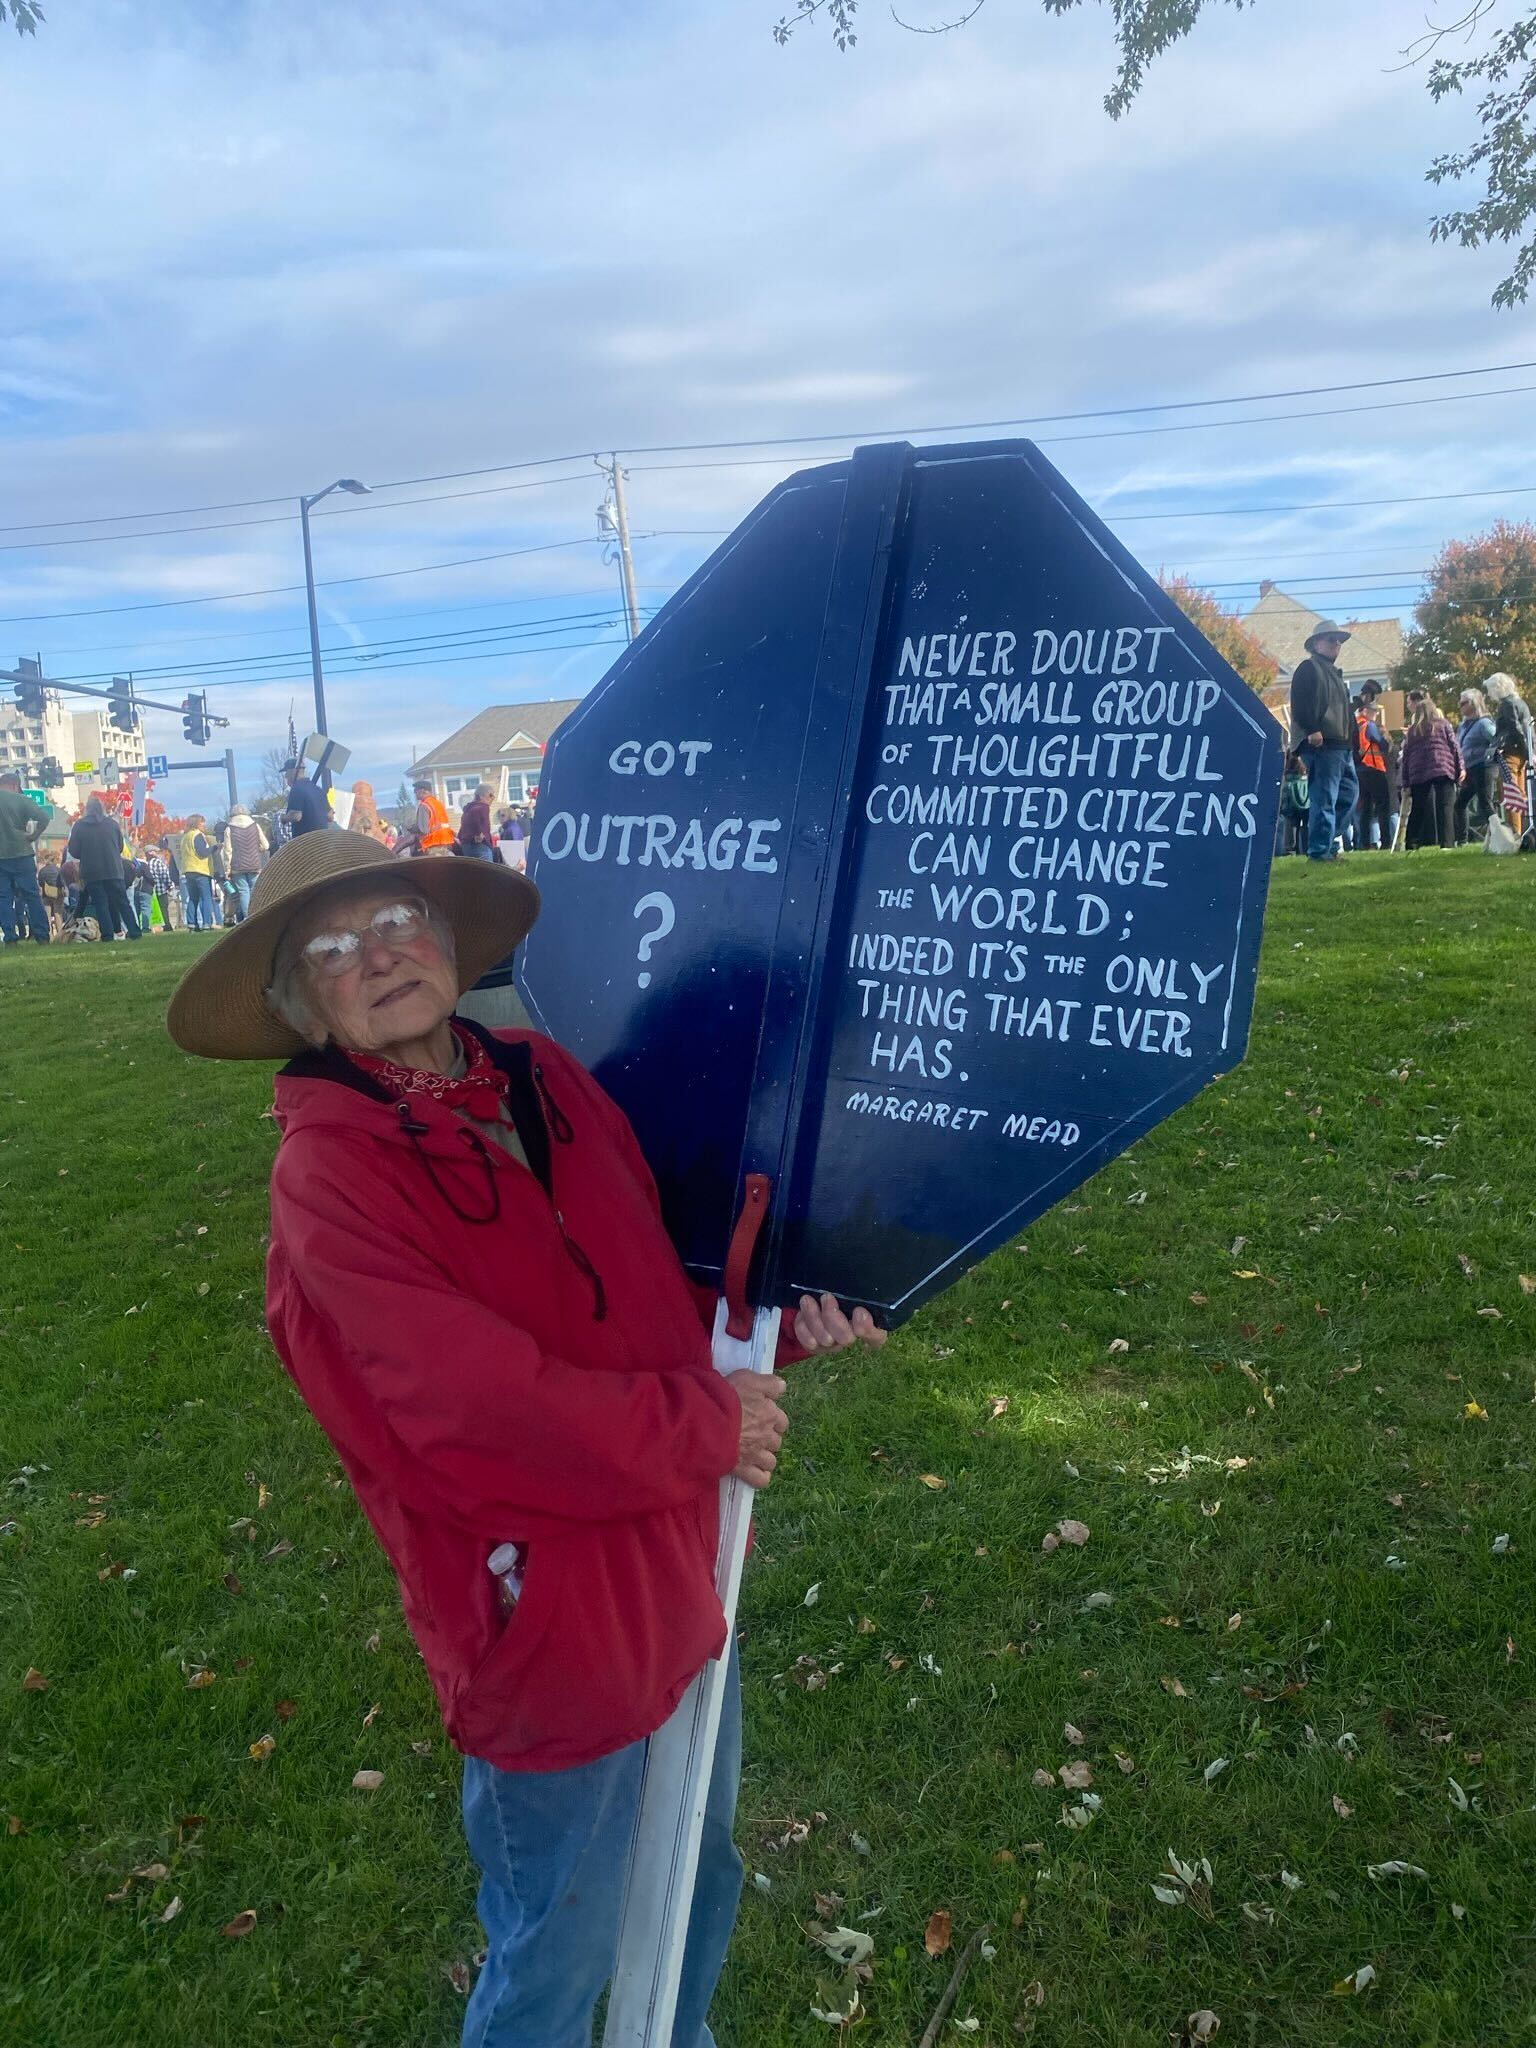 GOT
OUTRAGE
?
NEVER DOUBT
THAT A SMALL GROUP
OF THOUGHTFUL
COMMITTED CITIZENS
CAN CHANGE
THE WORLD;
INDEED IT'S THE ONLY
THING THAT EVER
HAS.
MARGARET MEAD
H
STOP